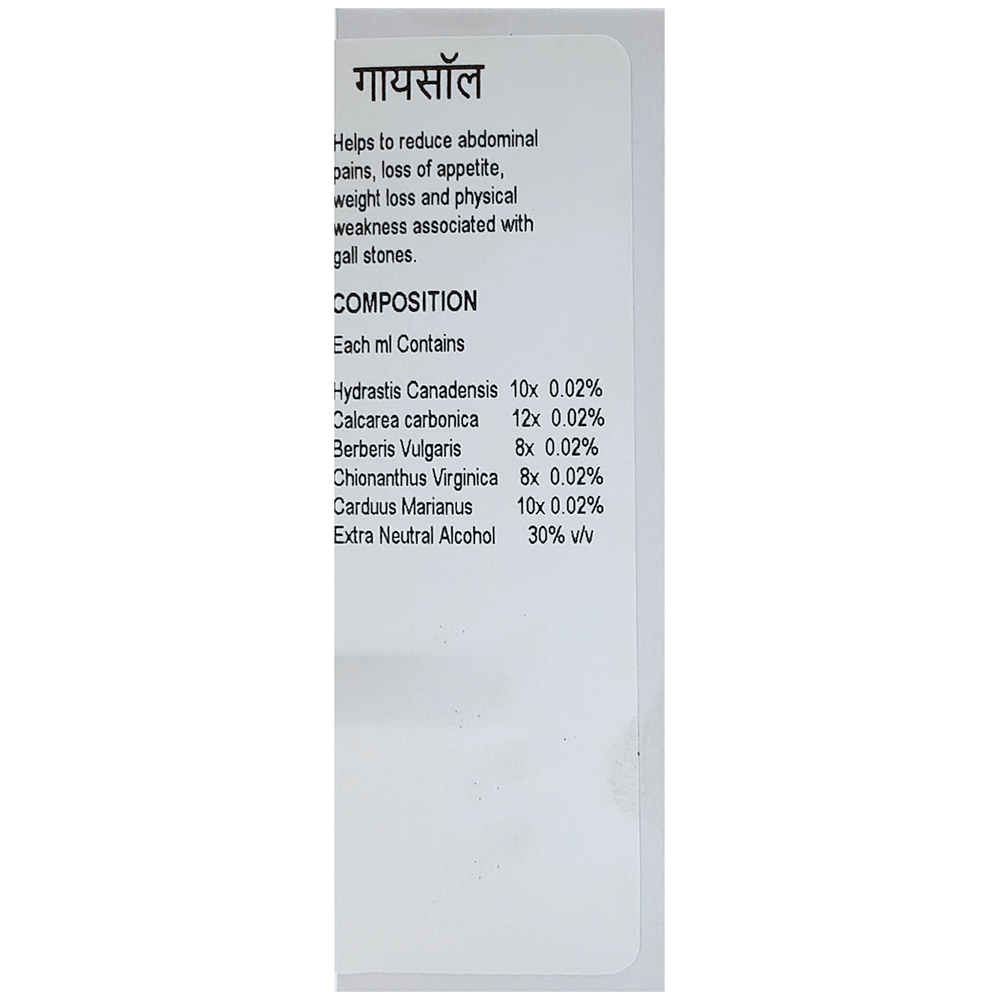 गायसॉल
Helps to reduce abdominal
pains, loss of appetite,
weight loss and physical
weakness associated with
gall stones.
COMPOSITION
Each ml Contains
Hydrastis Canadensis 10x 0.02%
Calcarea carbonica 12x 0.02%
Berberis Vulgaris 8x 0.02%
Chionanthus Virginica 8x 0.02%
Carduus Marianus 10x 0.02%
Extra Neutral Alcohol 30% v/v